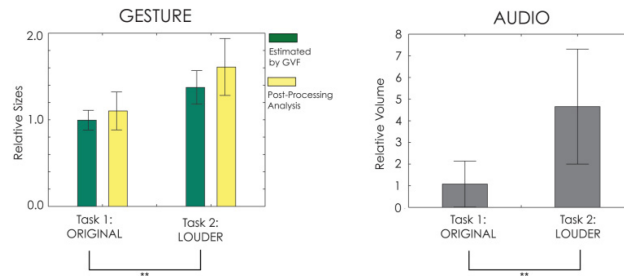 GESTURE
2.0
1.0
0.0
Relative Sizes
Estimated
by GVF
Post-Processing
Analysis
Task 1:
ORIGINAL
Task 2:
LOUDER
**
AUDIO
8
7
6
5
4
3
2
1
0
Relative Volume
Task 1:
ORIGINAL
Task 2:
LOUDER
**